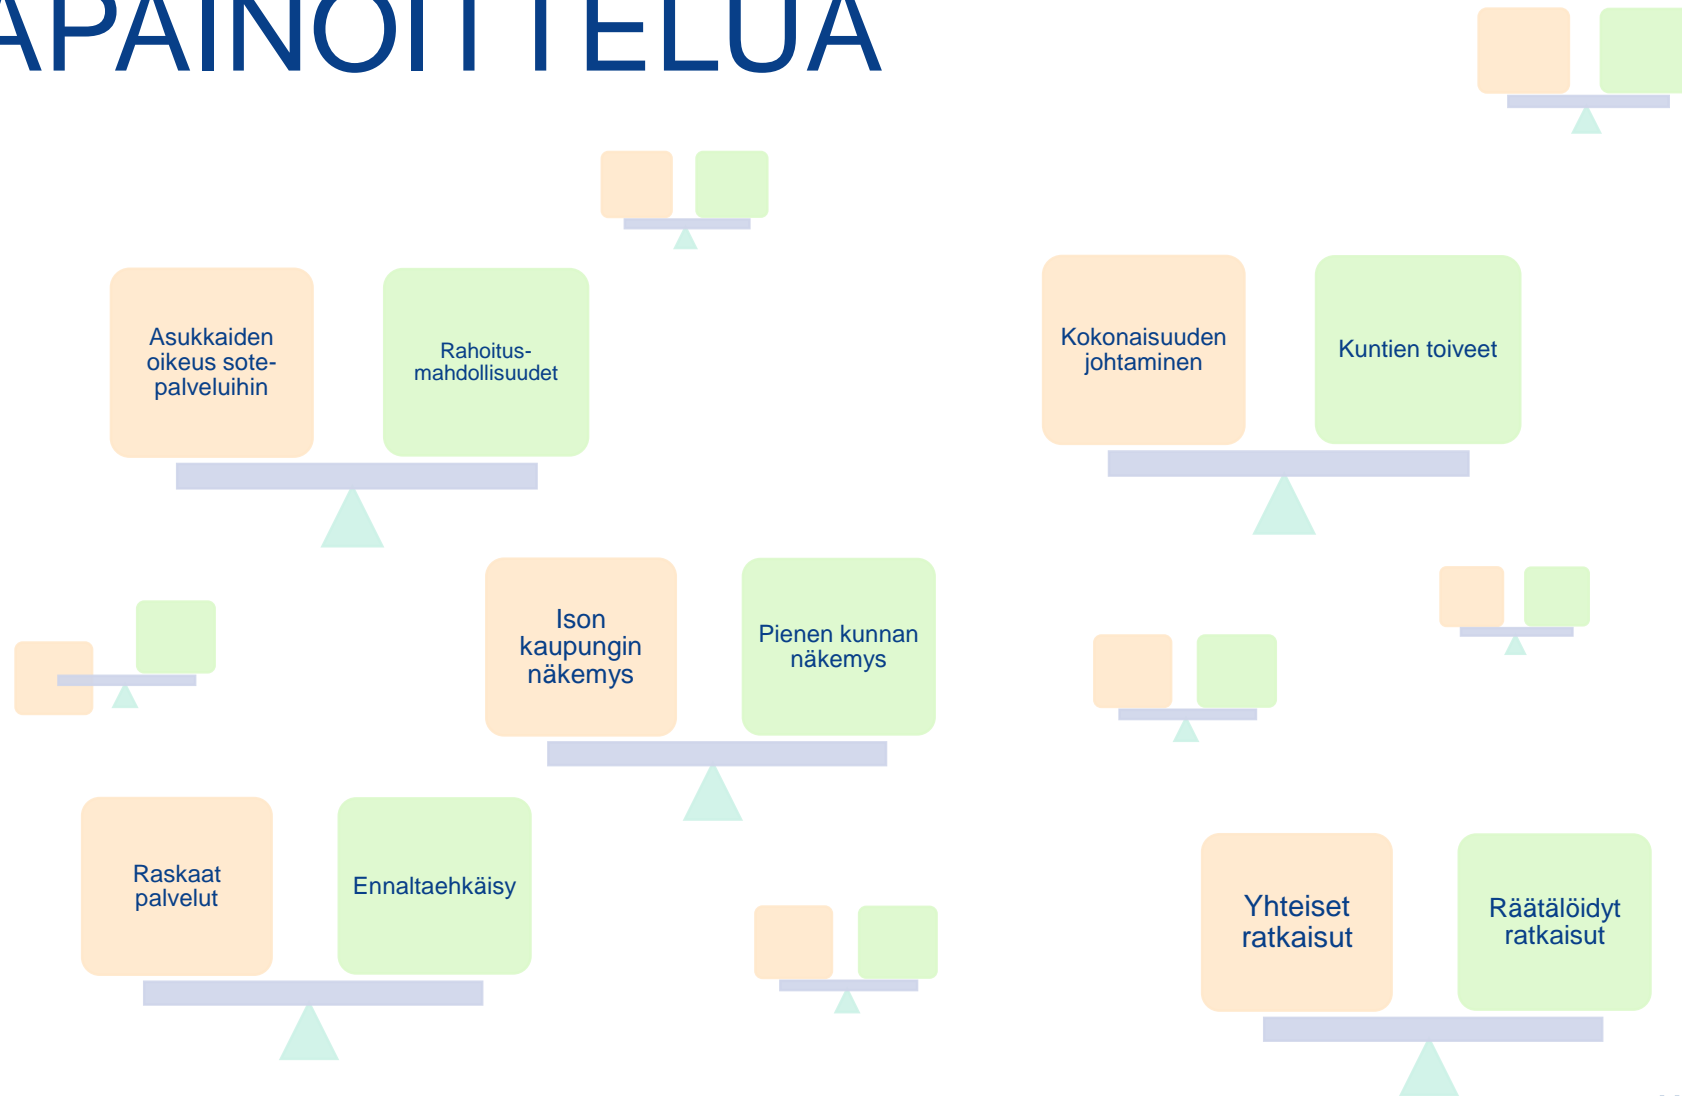 APAINOITTELUA
Asukkaiden
oikeus sote-
palveluihin
Rahoitus-
mahdollisuudet
Kokonaisuuden
johtaminen
Kuntien toiveet
Ison
kaupungin
näkemys
Pienen kunnan
näkemys
Raskaat
palvelut
Ennaltaehkäisy
Yhteiset
ratkaisut
Räätälöidyt
ratkaisut